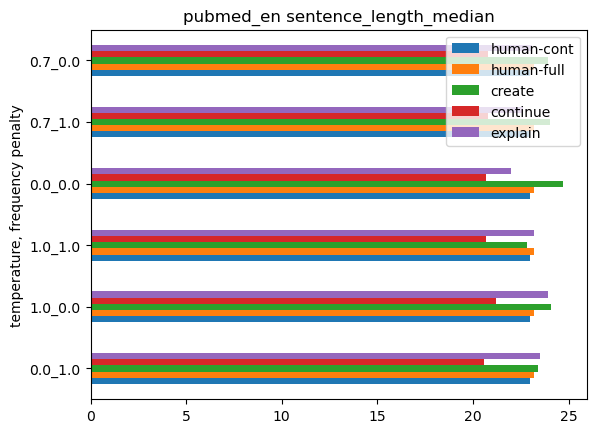 pubmed_en sentence_length_median
temperature, frequency penalty
0.7_0.0
0.7_1.0
0.0_0.0
1.0_1.0
1.0_0.0
0.0_1.0
human-cont
human-full
create
continue
explain
0
5
10
15
20
25